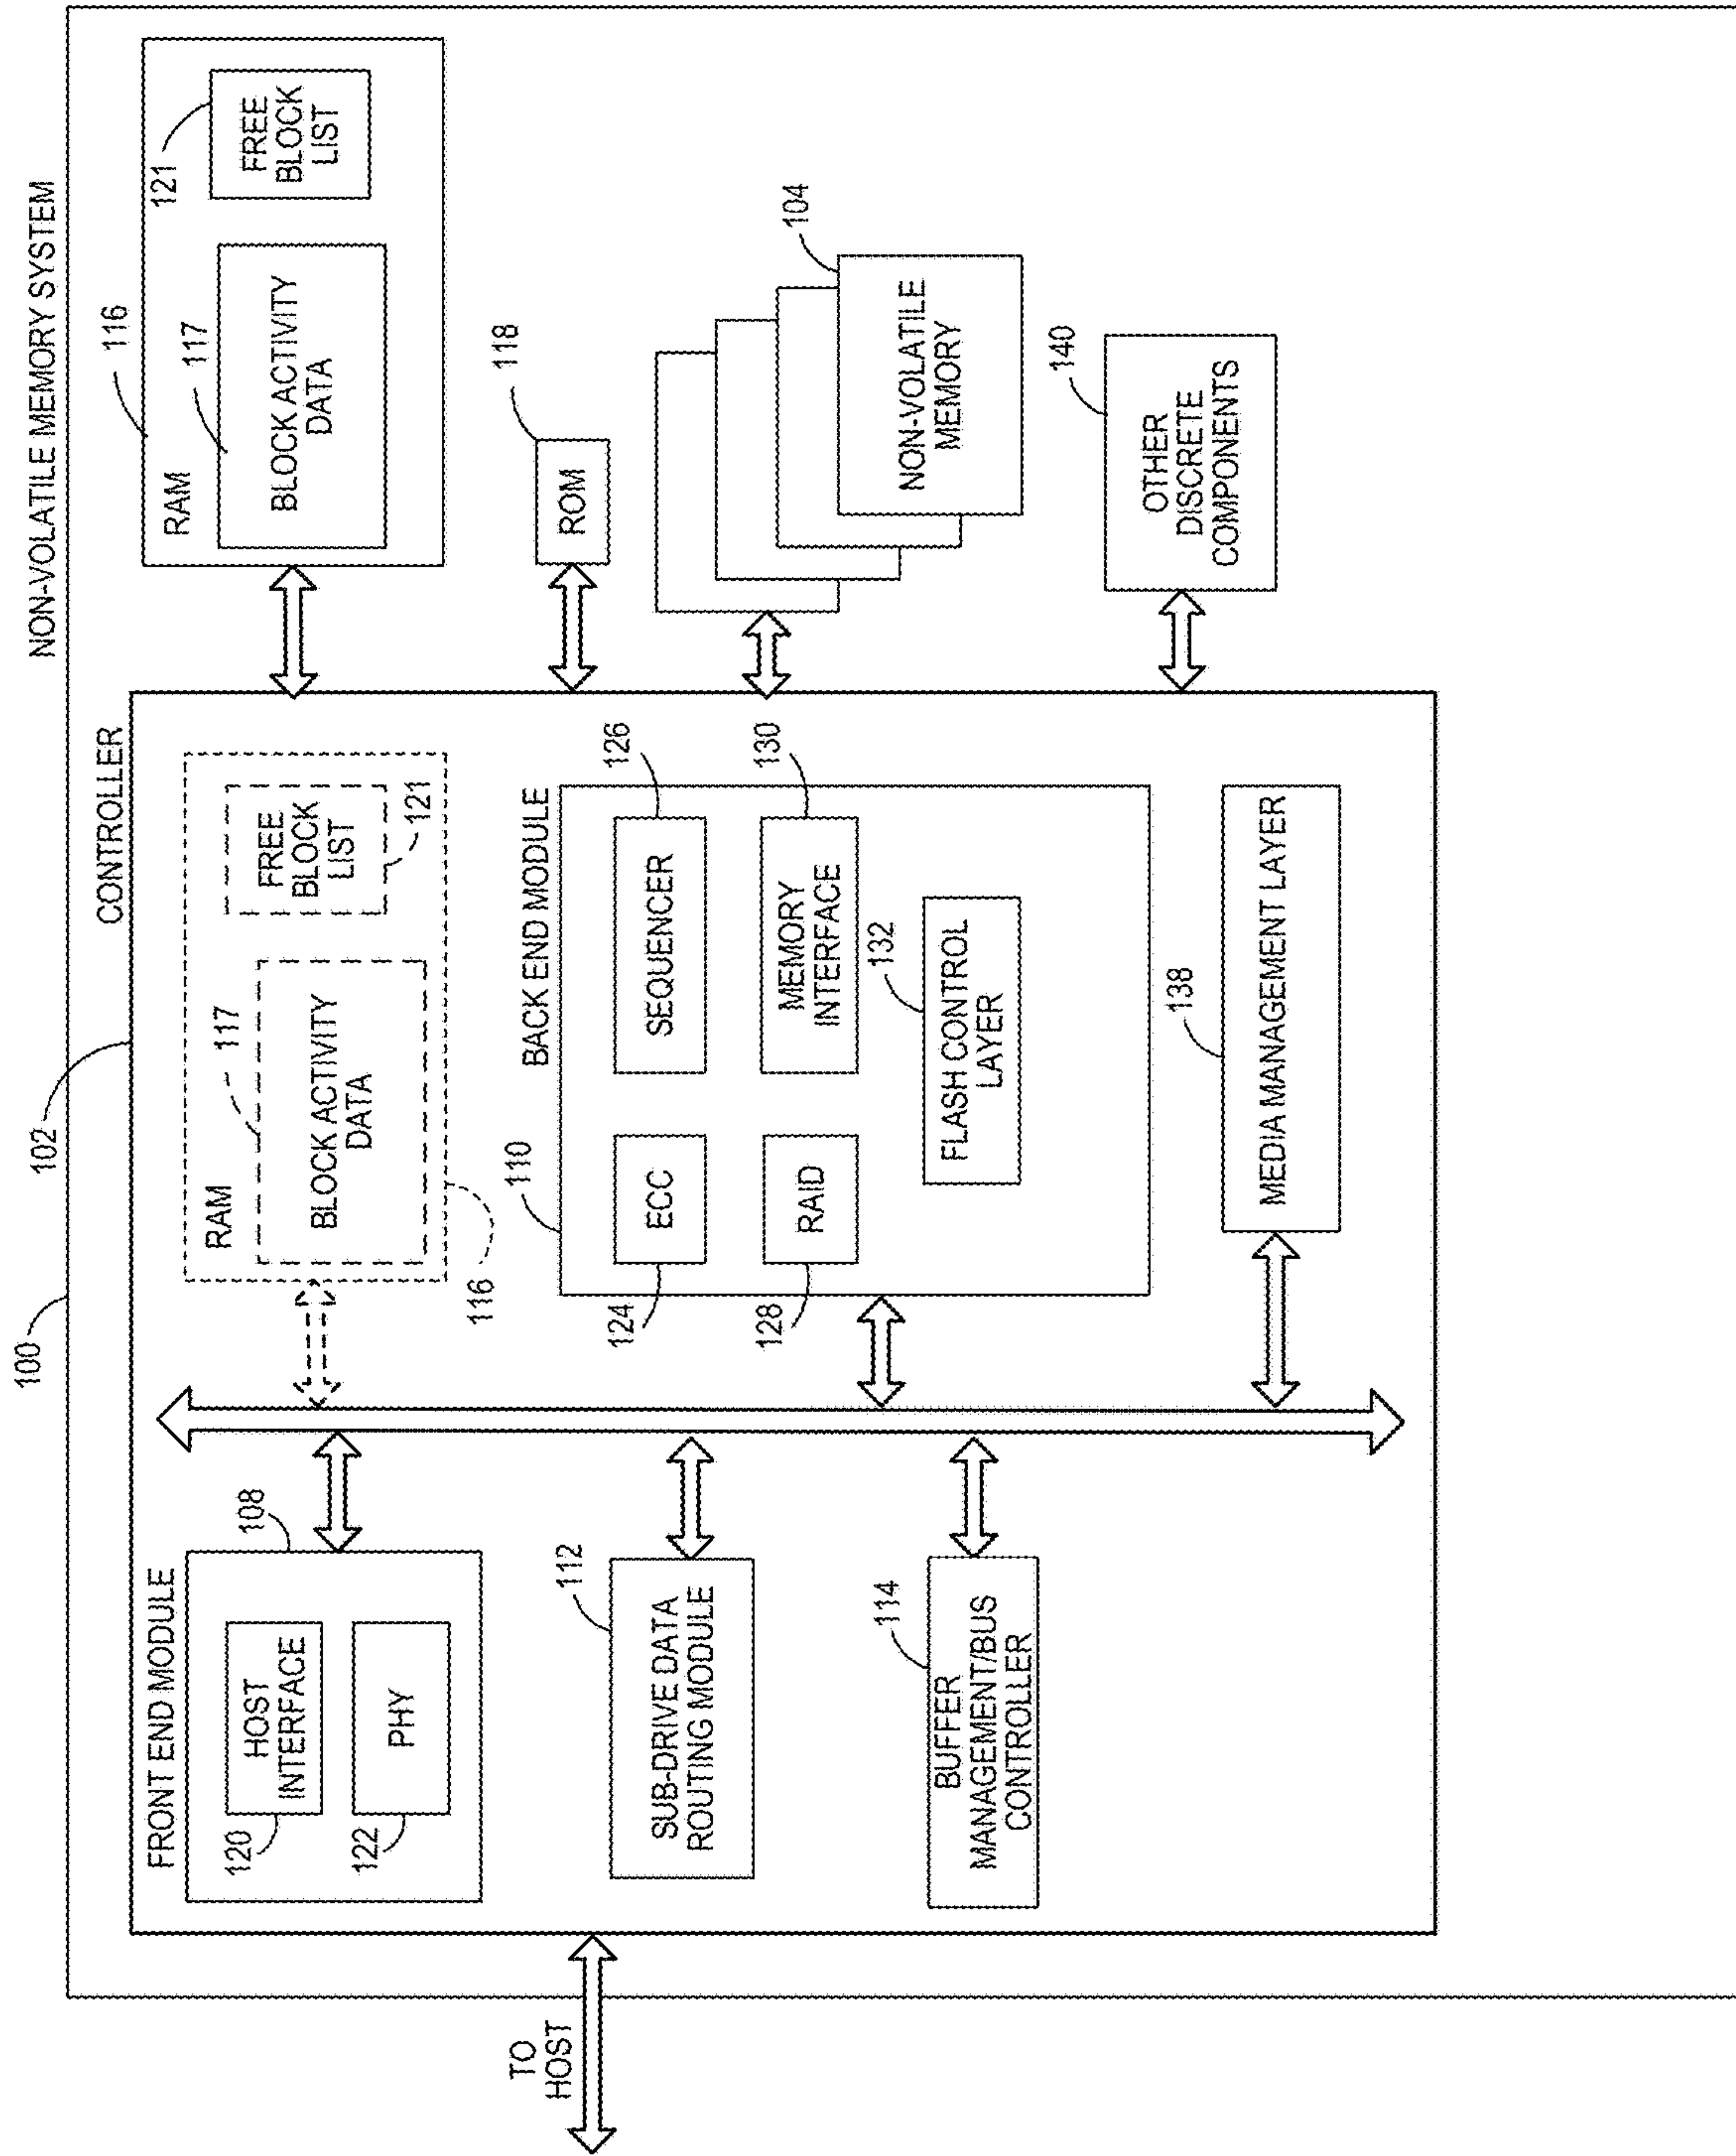 NON-VOLATILE MEMORY SYSTEM
100
102
CONTROLLER
FRONT END MODULE
108
HOST
INTERFACE
120
PHY
122
SUB-DRIVE DATA
ROUTING MODULE
112
BUFFER
MANAGEMENT/BUS
CONTROLLER
114
TO
HOST
RAM
116
BLOCK ACTIVITY
DATA
117
FREE
BLOCK
LIST
121
BACK END MODULE
110
ECC
124
SEQUENCER
126
RAID
128
MEMORY
INTERFACE
130
FLASH CONTROL
LAYER
132
MEDIA MANAGEMENT LAYER
138
RAM
116
BLOCK ACTIVITY
DATA
117
FREE
BLOCK
LIST
121
ROM
118
NON-VOLATILE
MEMORY
104
OTHER
DISCRETE
COMPONENTS
140